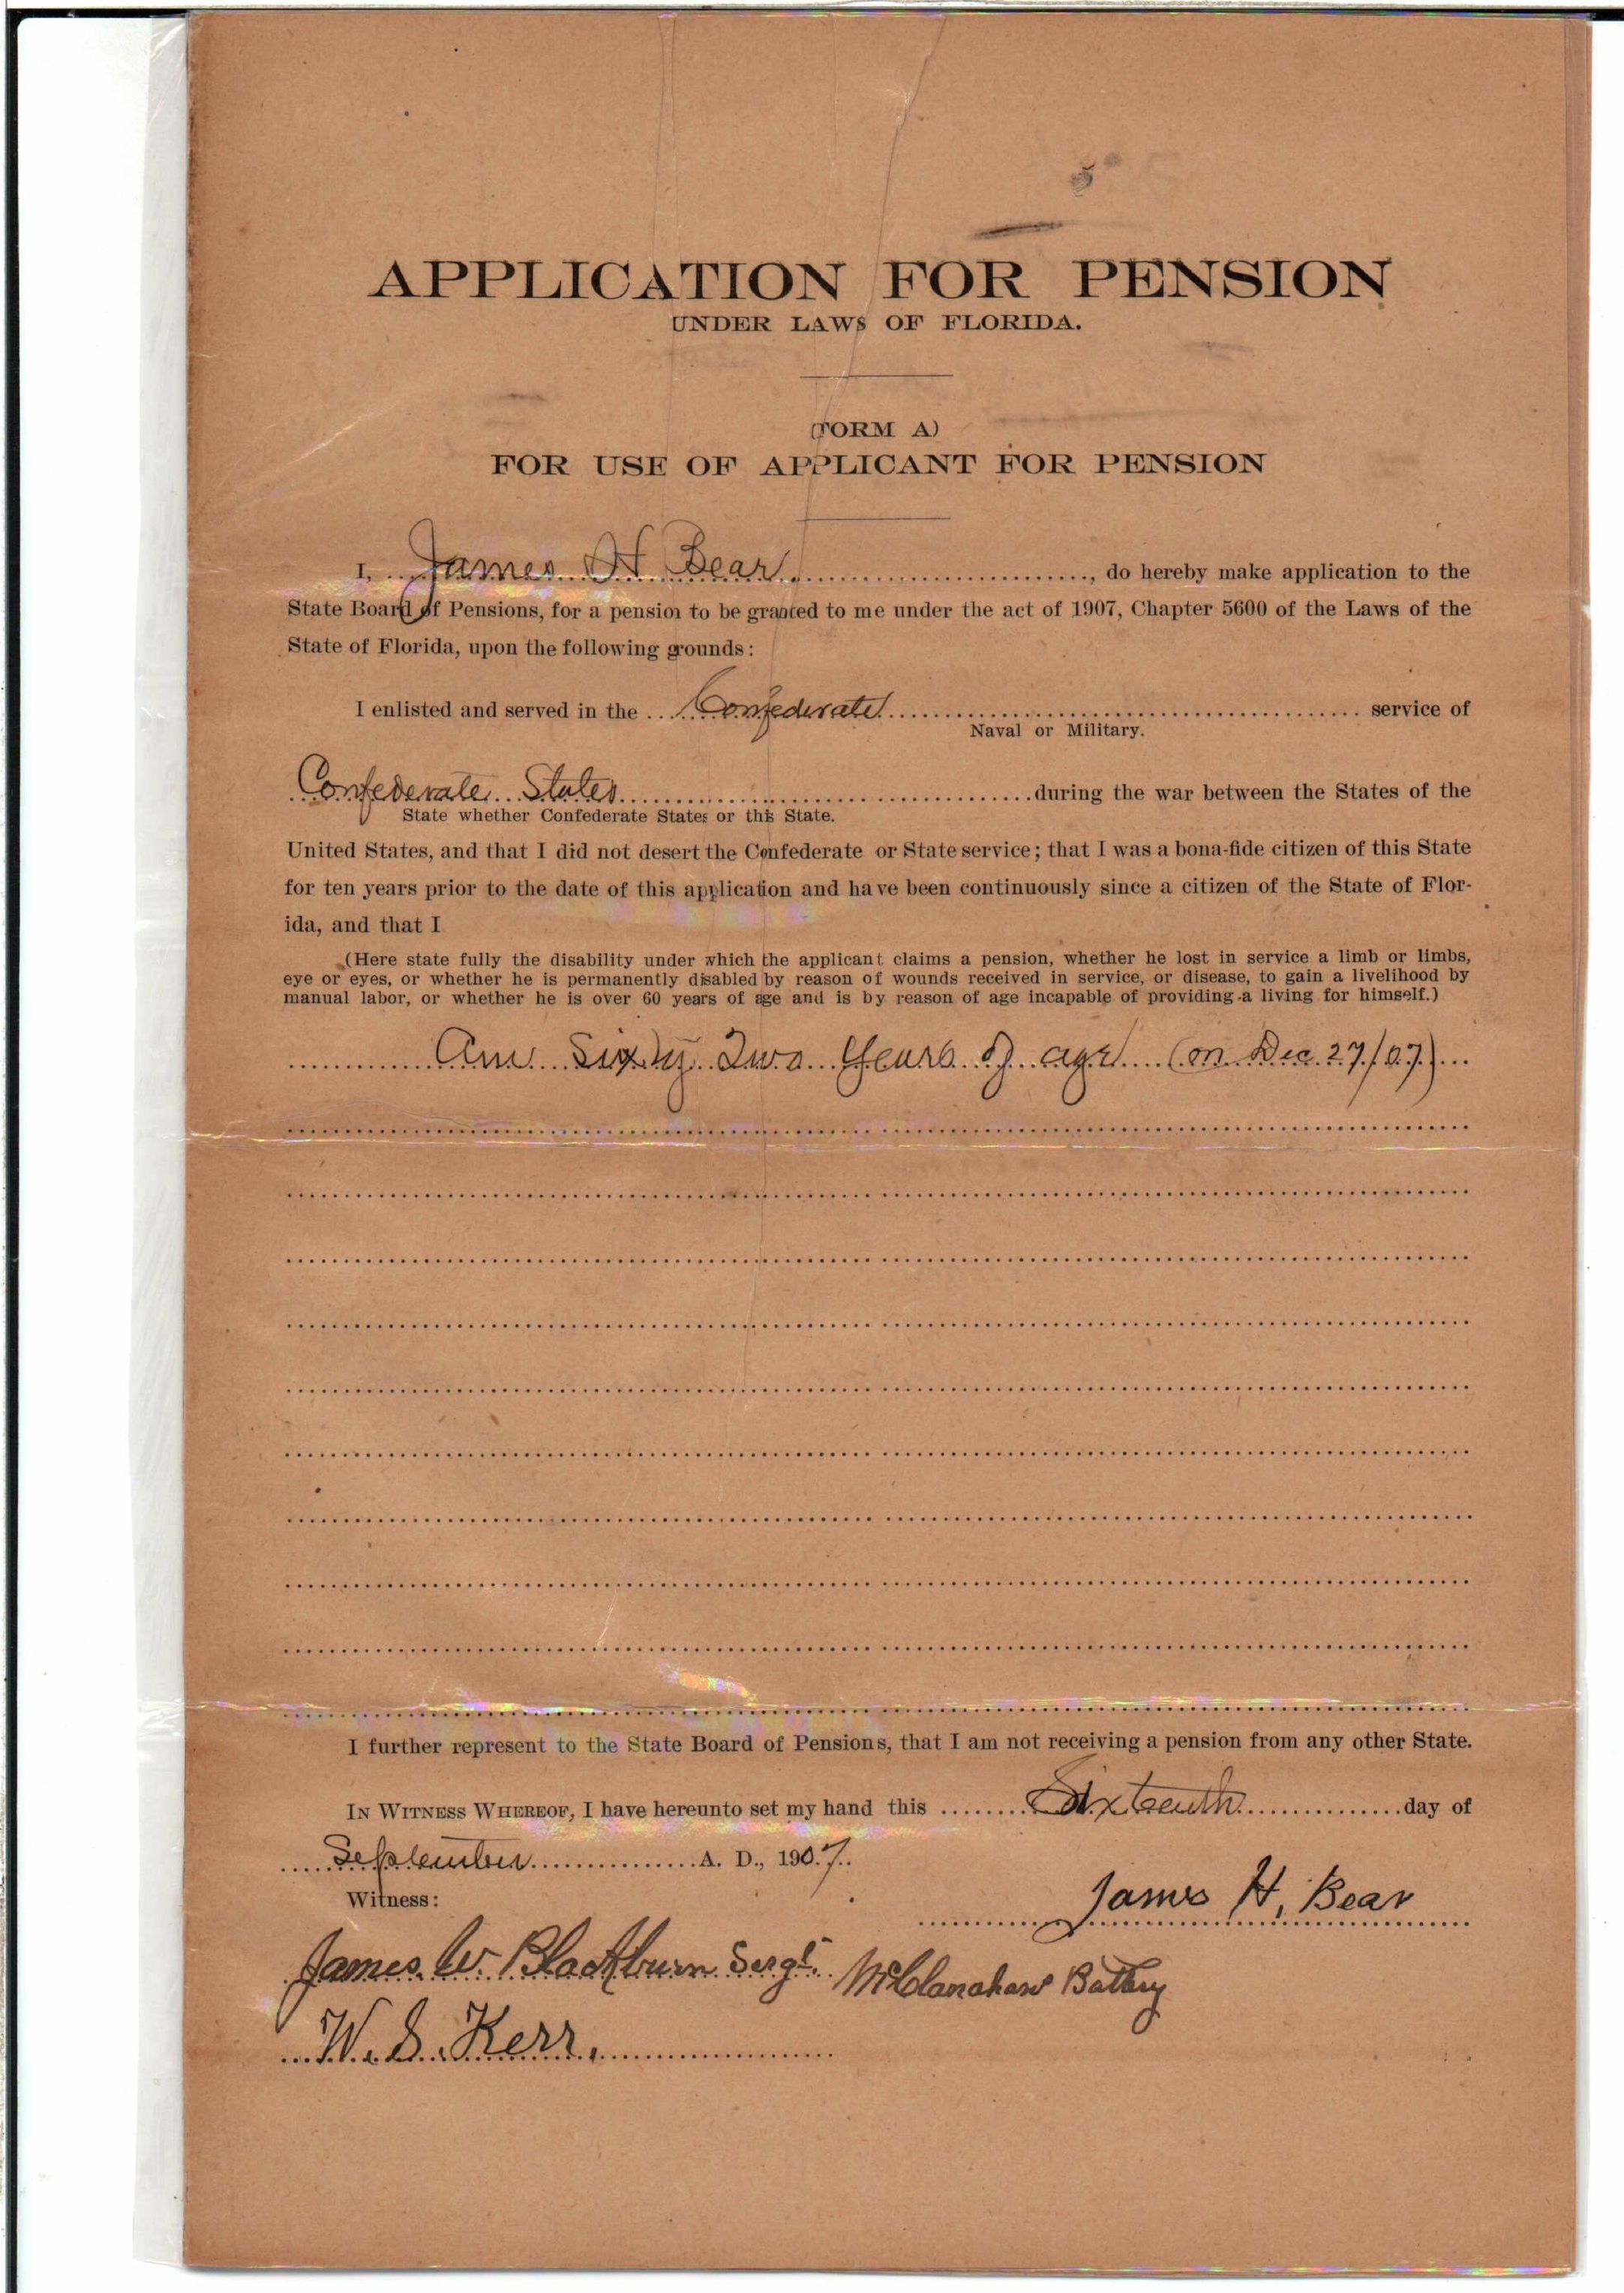 APPLICATION FOR PENSION
UNDER LAWS OF FLORIDA.
(FORM A)
FOR USE OF APPLICANT FOR PENSION
I, James H Bear, do hereby make application to the
State Board of Pensions, for a pension to be granted to me under the act of 1907, Chapter 5600 of the Laws of the
State of Florida, upon the following grounds:
I enlisted and served in the Confederate service of
Naval or Military.
Confederate States during the war between the States of the
State whether Confederate States or this State.
United States, and that I did not desert the Confederate or State service; that I was a bona-fide citizen of this State
for ten years prior to the date of this application and have been continuously since a citizen of the State of Flor-
ida, and that I
(Here state fully the disability under which the applicant claims a pension, whether he lost in service a limb or limbs,
eye or eyes, or whether he is permanently disabled by reason of wounds received in service, or disease, to gain a livelihood by
manual labor, or whether he is over 60 years of age and is by reason of age incapable of providing a living for himself.)
Am Sixty Two Years of age (on Dec 27/07)
I further represent to the State Board of Pensions, that I am not receiving a pension from any other State.
IN WITNESS WHEREOF, I have hereunto set my hand this Sixteenth day of
September A. D., 1907.
Witness:
James H. Bear
James W. Blackburn Sergt. McClanahans Battery
W. S. Kerr.